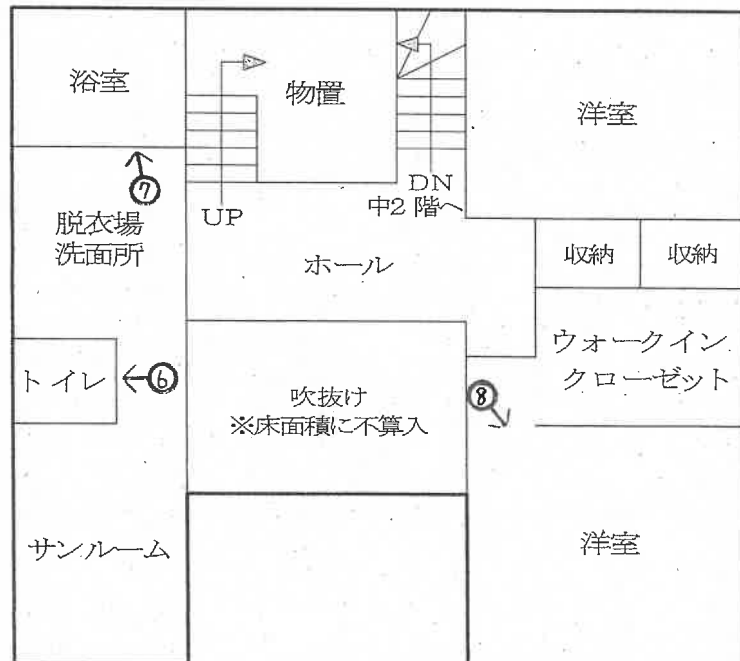 浴室
物置
洋室
⑦
UP
DN
中2階へ
脱衣場
洗面所
ホール
収納
収納
ウォークイン
クローゼット
トイレ
⑥
吹抜け
※床面積に不算入
⑧
サンルーム
洋室